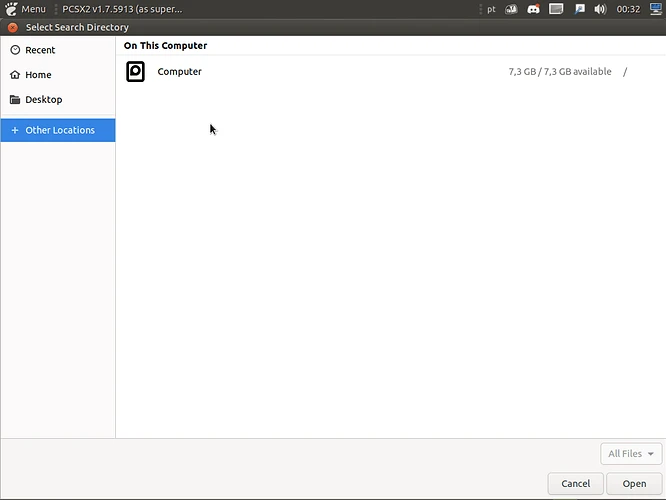 Menu PCSX2 v1.7.5913 (as super... pt 00:32
Select Search Directory
Recent
Home
Desktop
Other Locations
On This Computer
Computer 7,3 GB / 7,3 GB available /
All Files
Cancel Open